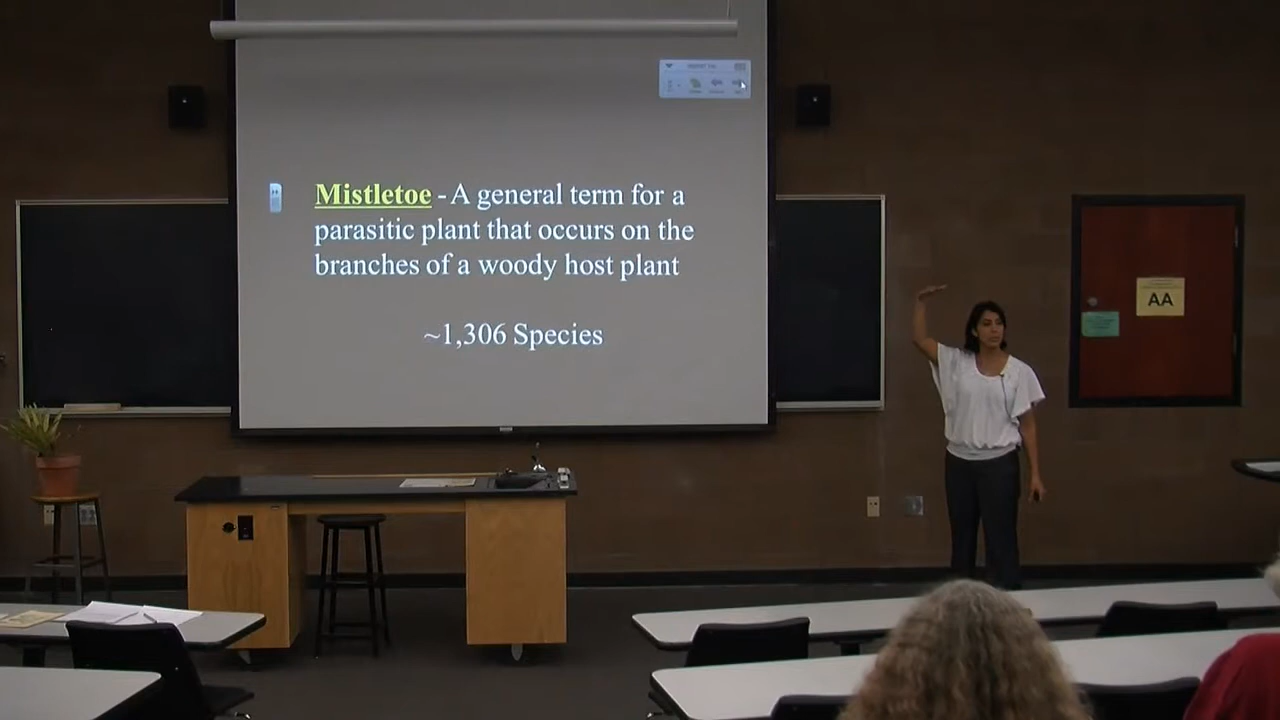 Mistletoe - A general term for a
parasitic plant that occurs on the
branches of a woody host plant
~1,306 Species
AA